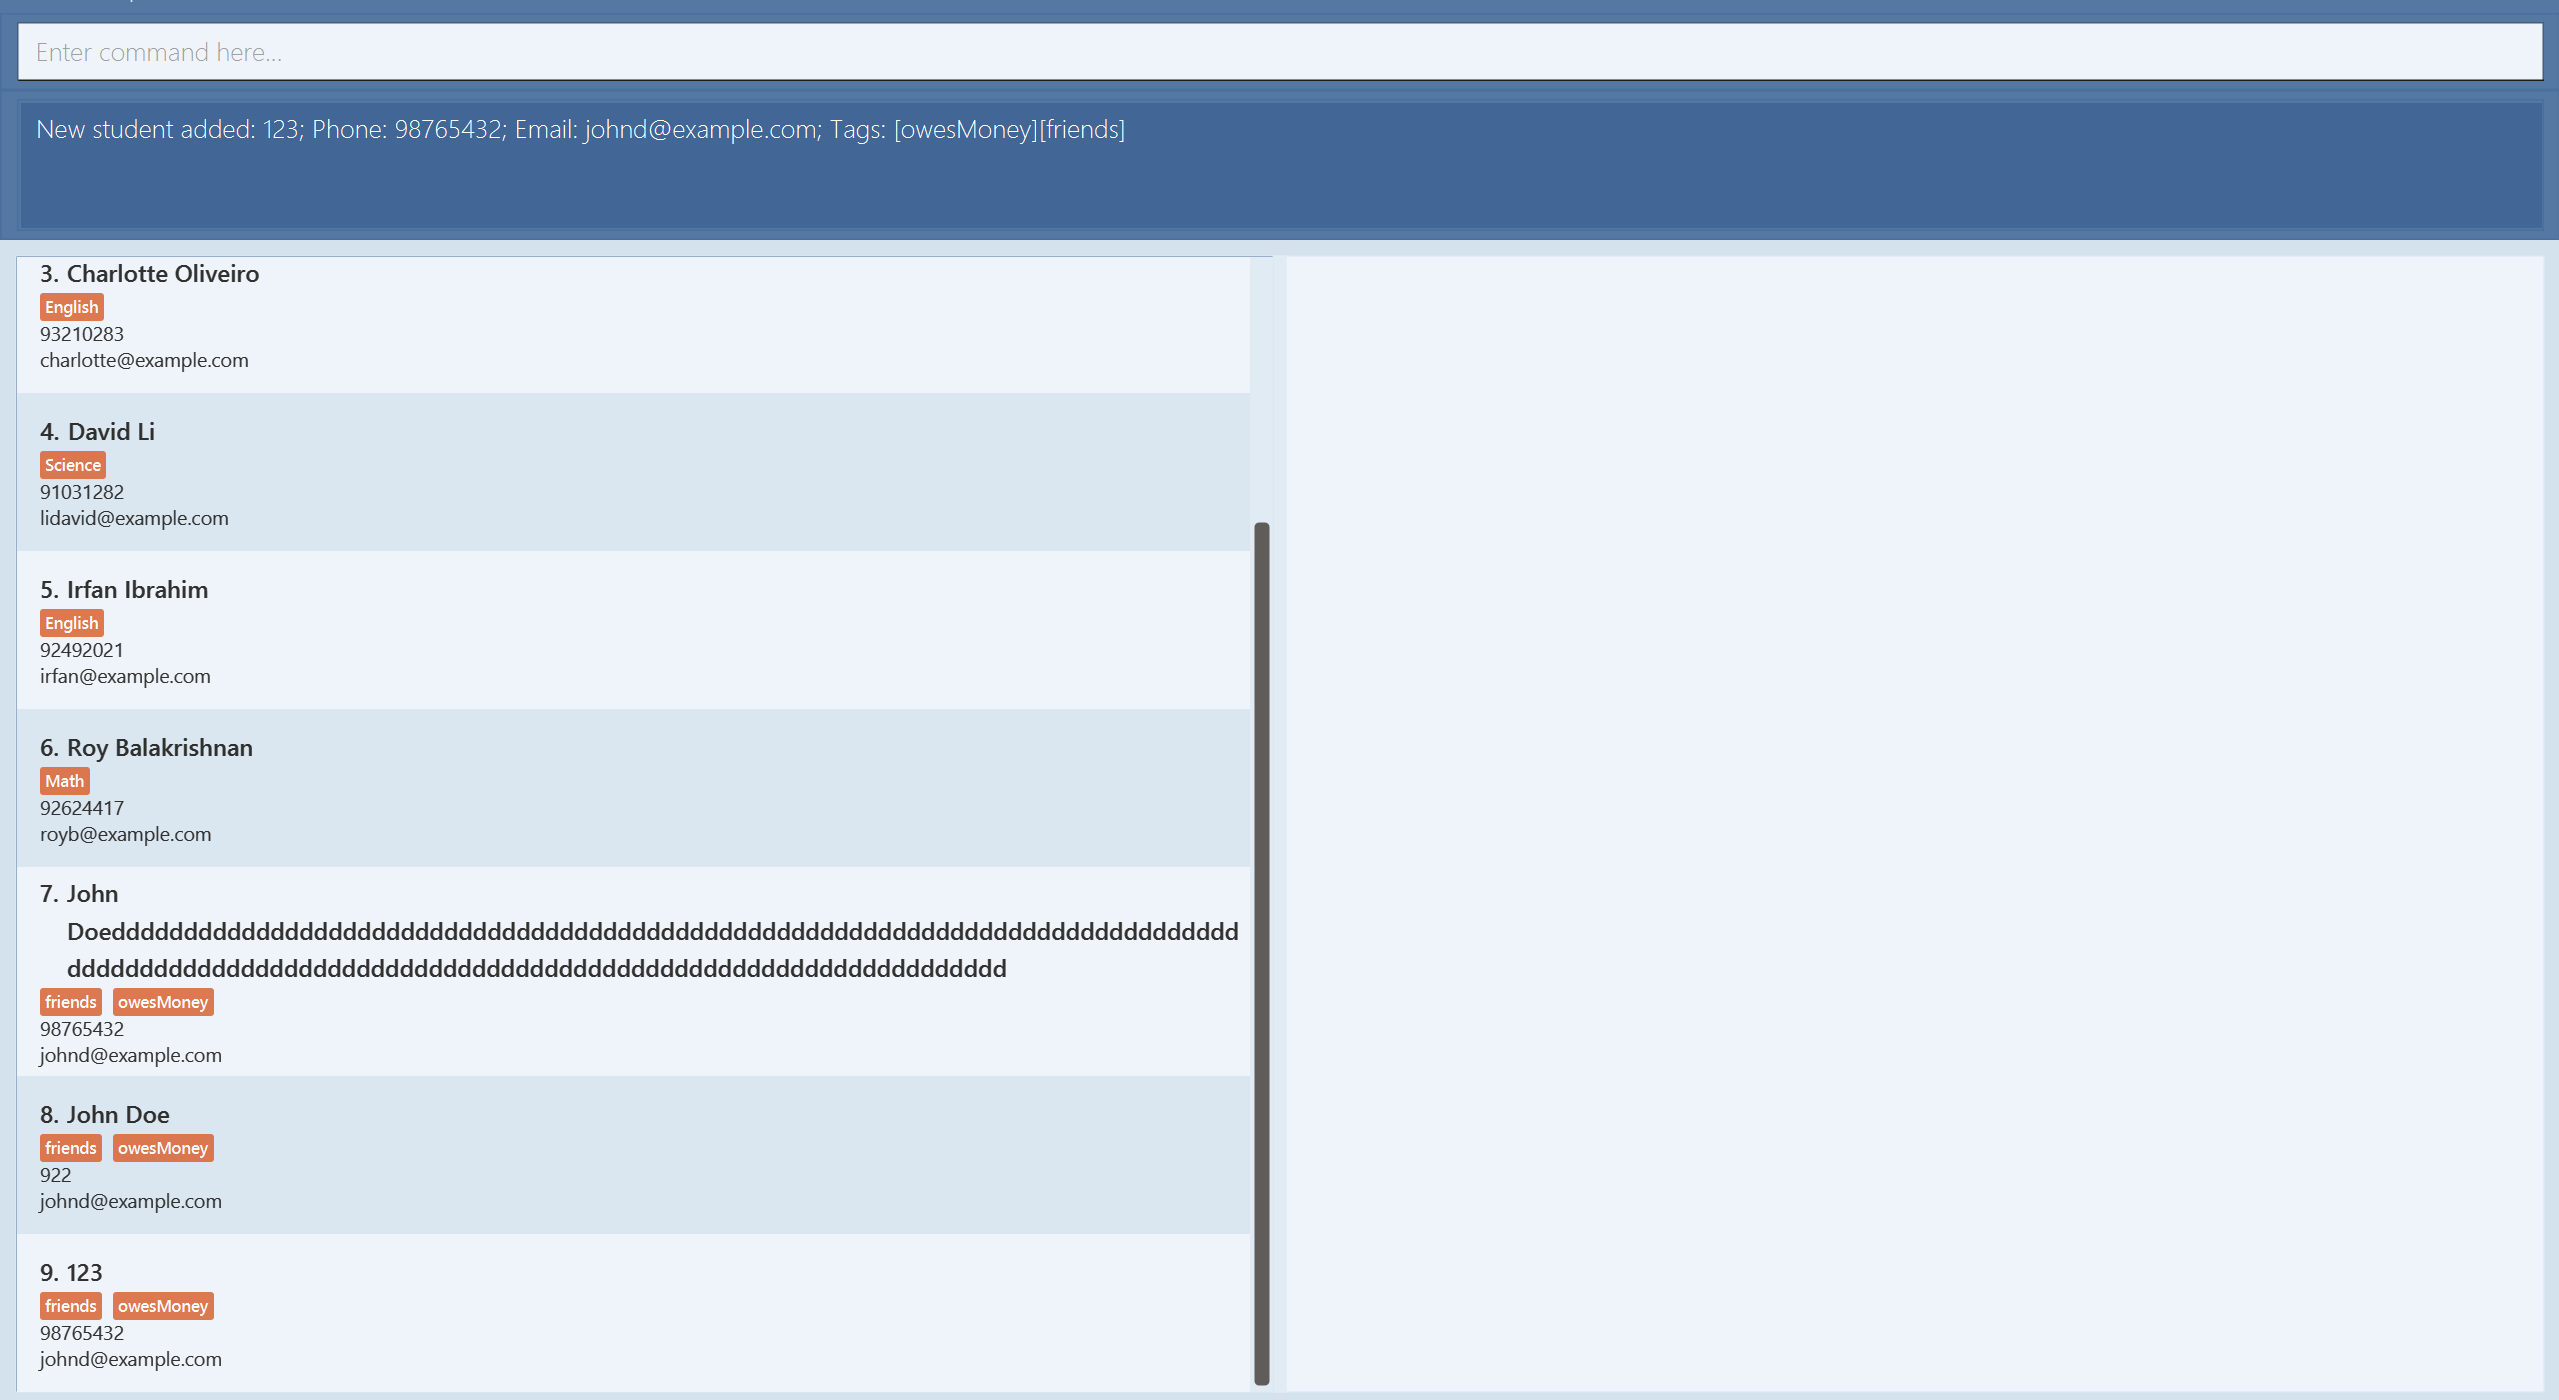 Enter command here...
New student added: 123; Phone: 98765432; Email: johnd@example.com; Tags: [owesMoney][friends]
3. Charlotte Oliveiro
English
93210283
charlotte@example.com
4. David Li
Science
91031282
lidavid@example.com
5. Irfan Ibrahim
English
92492021
irfan@example.com
6. Roy Balakrishnan
Math
92624417
royb@example.com
7. John
Doedddddddddddddddddddddddddddddddddddddddddddddddddddddddddddddddddddddddddddddd
ddddddddddddddddddddddddddddddddddddddddddddddddddddddddddddddddd
friends owesMoney
98765432
johnd@example.com
8. John Doe
friends owesMoney
922
johnd@example.com
9. 123
friends owesMoney
98765432
johnd@example.com